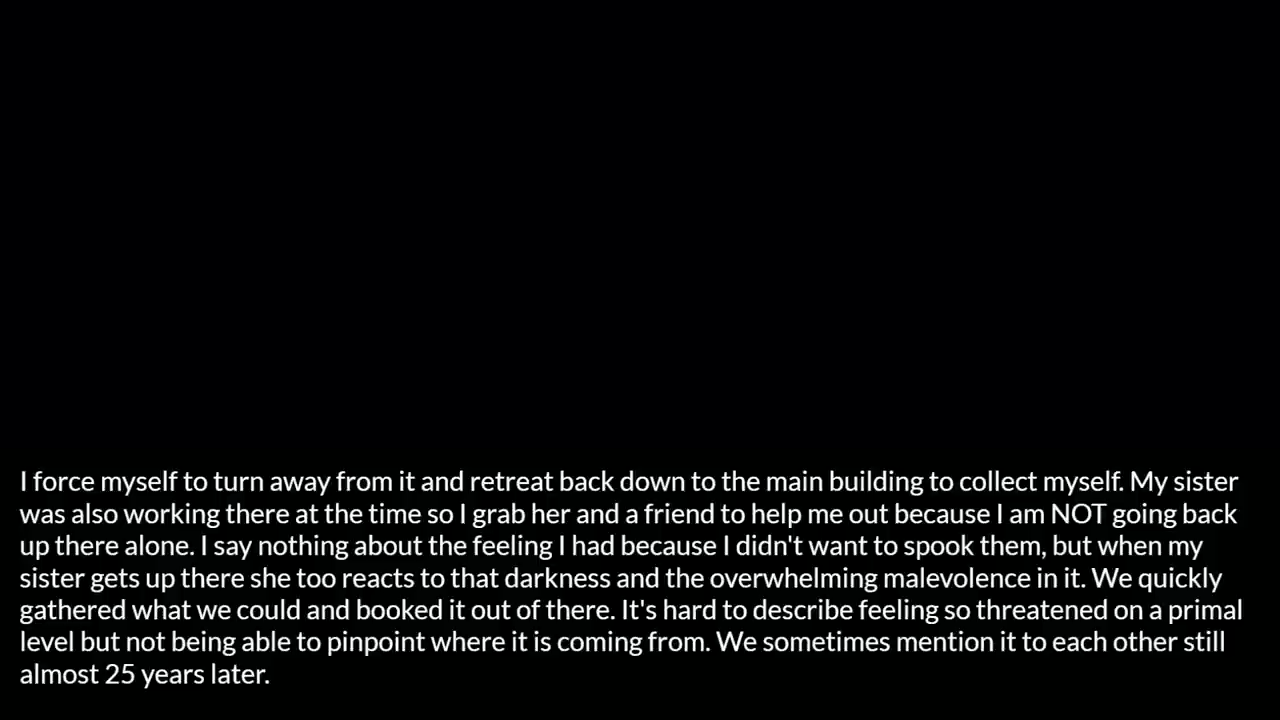 I force myself to turn away from it and retreat back down to the main building to collect myself. My sister
was also working there at the time so I grab her and a friend to help me out because I am NOT going back
up there alone. I say nothing about the feeling I had because I didn't want to spook them, but when my
sister gets up there she too reacts to that darkness and the overwhelming malevolence in it. We quickly
gathered what we could and booked it out of there. It's hard to describe feeling so threatened on a primal
level but not being able to pinpoint where it is coming from. We sometimes mention it to each other still
almost 25 years later.